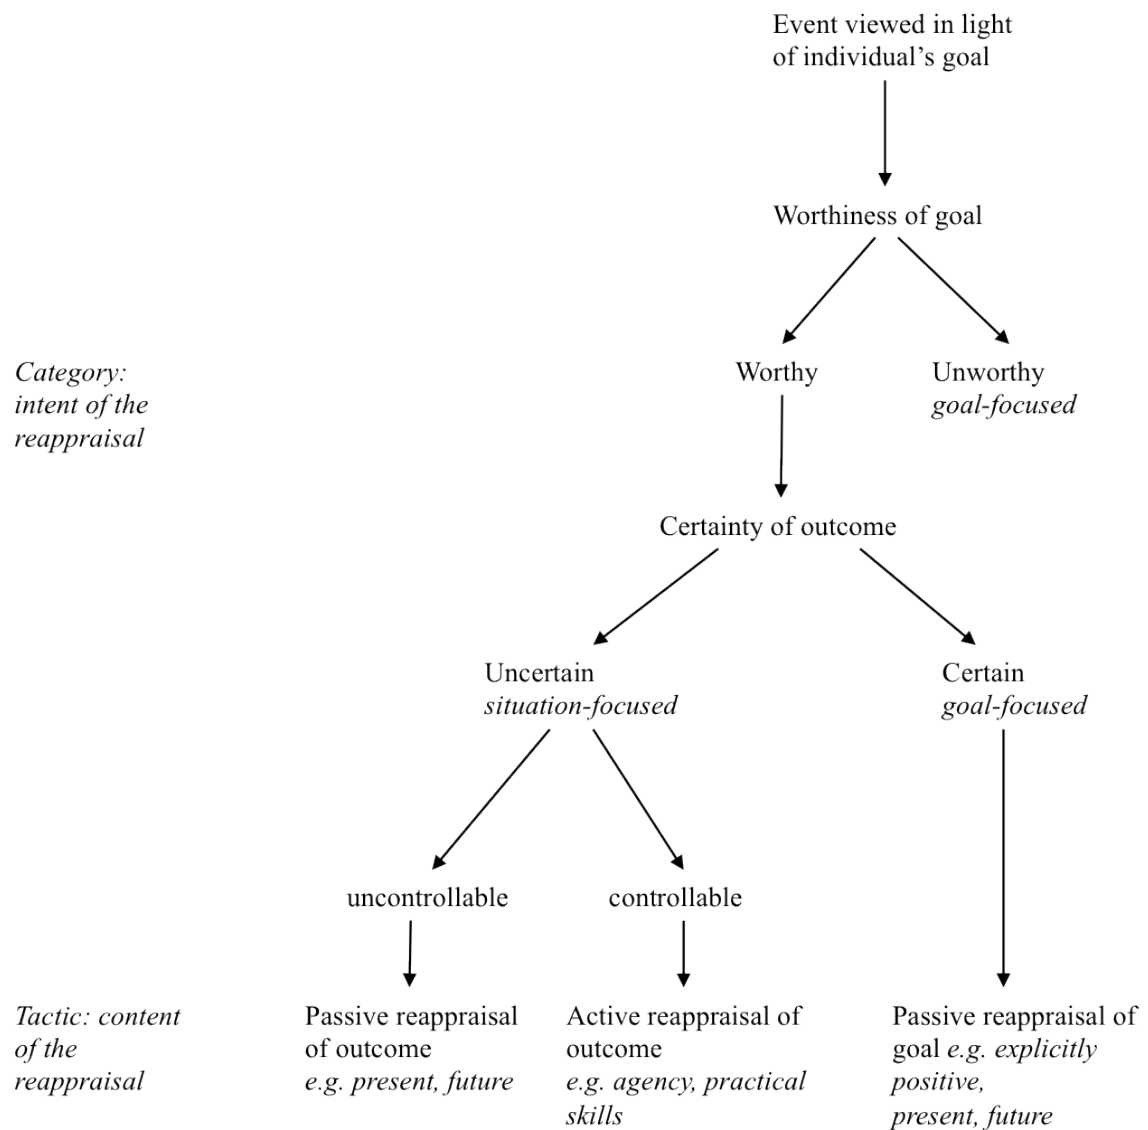 Event viewed in light
of individual’s goal
Worthiness of goal
Category:
intent of the
reappraisal
Worthy
Unworthy
goal-focused
Certainty of outcome
Uncertain
situation-focused
Certain
goal-focused
uncontrollable
controllable
Tactic: content
of the
reappraisal
Passive reappraisal
of outcome
e.g. present, future
Active reappraisal of
outcome
e.g. agency, practical
skills
Passive reappraisal of
goal e.g. explicitly
positive,
present, future